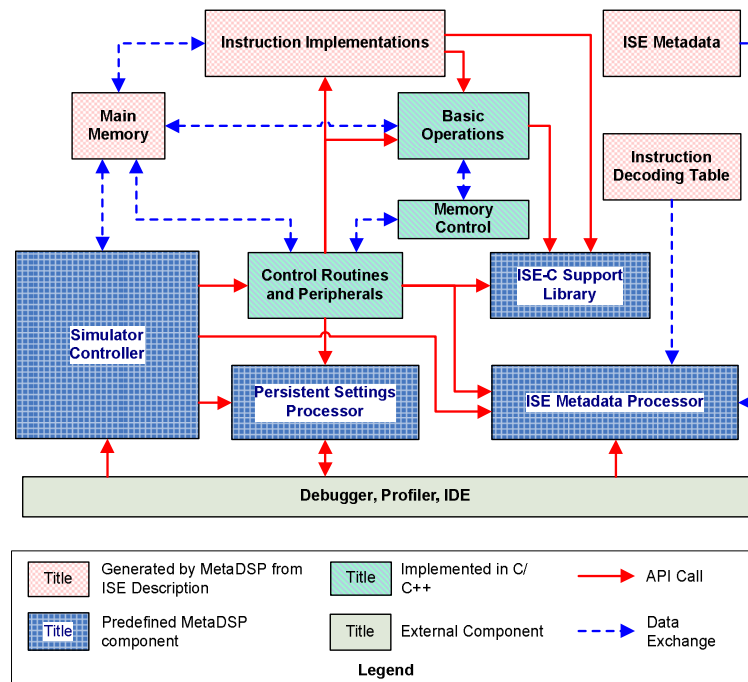 Instruction Implementations
ISE Metadata
Main
Memory
Basic
Operations
Instruction
Decoding Table
Memory
Control
Control Routines
and Peripherals
ISE-C Support
Library
Simulator
Controller
Persistent Settings
Processor
ISE Metadata Processor
Debugger, Profiler, IDE
Title
Generated by MetaDSP from
ISE Description
Title
Implemented in C/
C++
API Call
Title
Predefined MetaDSP
component
Title
External Component
Data
Exchange
Legend